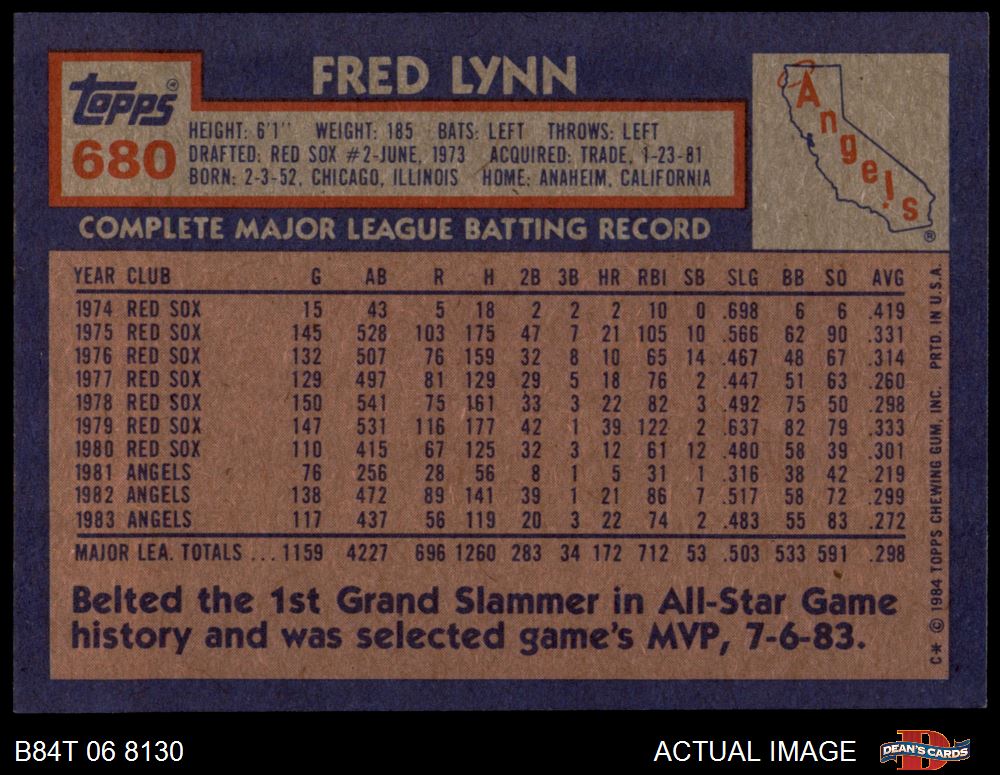 FRED LYNN
Topps®
680
HEIGHT: 6'1" WEIGHT: 185 BATS: LEFT THROWS: LEFT
DRAFTED: RED SOX #2-JUNE, 1973 ACQUIRED: TRADE, 1-23-81
BORN: 2-3-52, CHICAGO, ILLINOIS HOME: ANAHEIM, CALIFORNIA
Angels ®
COMPLETE MAJOR LEAGUE BATTING RECORD
YEAR CLUB G AB R H 2B 3B HR RBI SB SLG BB SO AVG
1974 RED SOX 15 43 5 18 2 2 2 10 0 .698 6 6 .419
1975 RED SOX 145 528 103 175 47 7 21 105 10 .566 62 90 .331
1976 RED SOX 132 507 76 159 32 8 10 65 14 .467 48 67 .314
1977 RED SOX 129 497 81 129 29 5 18 76 2 .447 51 63 .260
1978 RED SOX 150 541 75 161 33 3 22 82 3 .492 75 50 .298
1979 RED SOX 147 531 116 177 42 1 39 122 2 .637 82 79 .333
1980 RED SOX 110 415 67 125 32 3 12 61 12 .480 58 39 .301
1981 ANGELS 76 256 28 56 8 1 5 31 1 .316 38 42 .219
1982 ANGELS 138 472 89 141 39 1 21 86 7 .517 58 72 .299
1983 ANGELS 117 437 56 119 20 3 22 74 2 .483 55 83 .272
MAJOR LEA. TOTALS ... 1159 4227 696 1260 283 34 172 712 53 .503 533 591 .298
Belted the 1st Grand Slammer in All-Star Game
history and was selected game's MVP, 7-6-83.
C* © 1984 TOPPS CHEWING GUM, INC. PRTD. IN U.S.A.
B84T 06 8130
ACTUAL IMAGE
DEAN'S CARDS